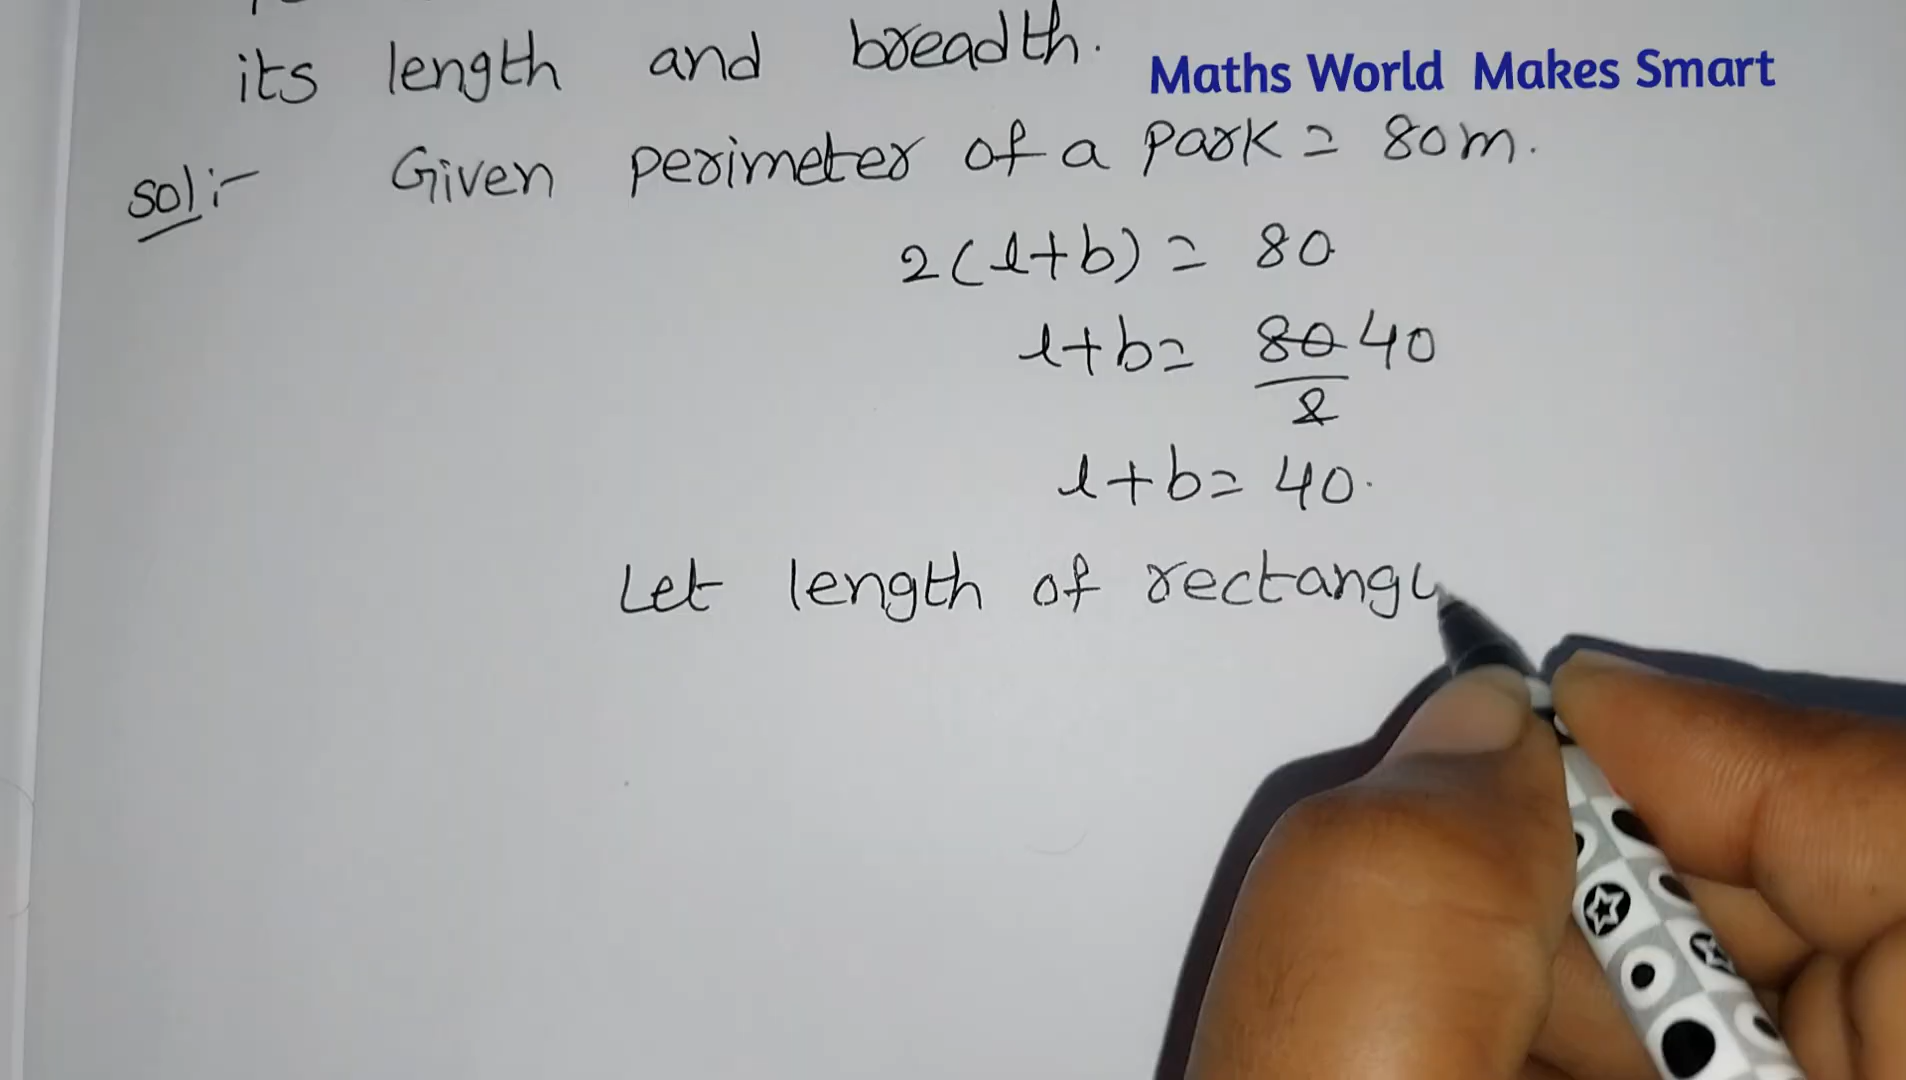 its length and breadth.
Maths World Makes Smart
Sol:- Given perimeter of a park = 80m.
2(l+b) = 80
l+b= 80/2 40
l+b= 40.
Let length of rectangu